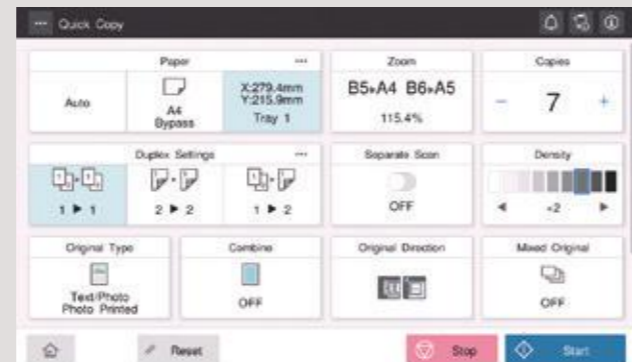 Quick Copy
Paper
Zoom
Copies
Auto
A4
Bypass
X:279.4mm
Y:215.9mm
Tray 1
B5▸A4 B6▸A5
115.4%
- 7 +
Duplex Settings
Separate Scan
Density
1 ▶ 1
2 ▶ 2
1 ▶ 2
OFF
◀ +2 ▶
Original Type
Combine
Original Direction
Mixed Original
Text/Photo
Photo Printed
OFF
OFF
Reset
Stop
Start